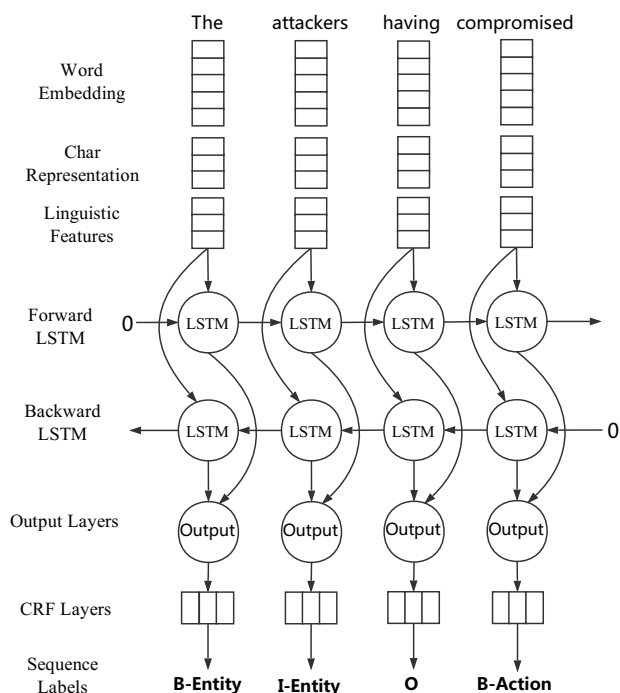 The attackers having compromised
Word
Embedding
Char
Representation
Linguistic
Features
Forward
LSTM
0 LSTM LSTM LSTM LSTM
Backward
LSTM
LSTM LSTM LSTM LSTM 0
Output Layers Output Output Output Output
CRF Layers
Sequence
Labels
B-Entity I-Entity O B-Action